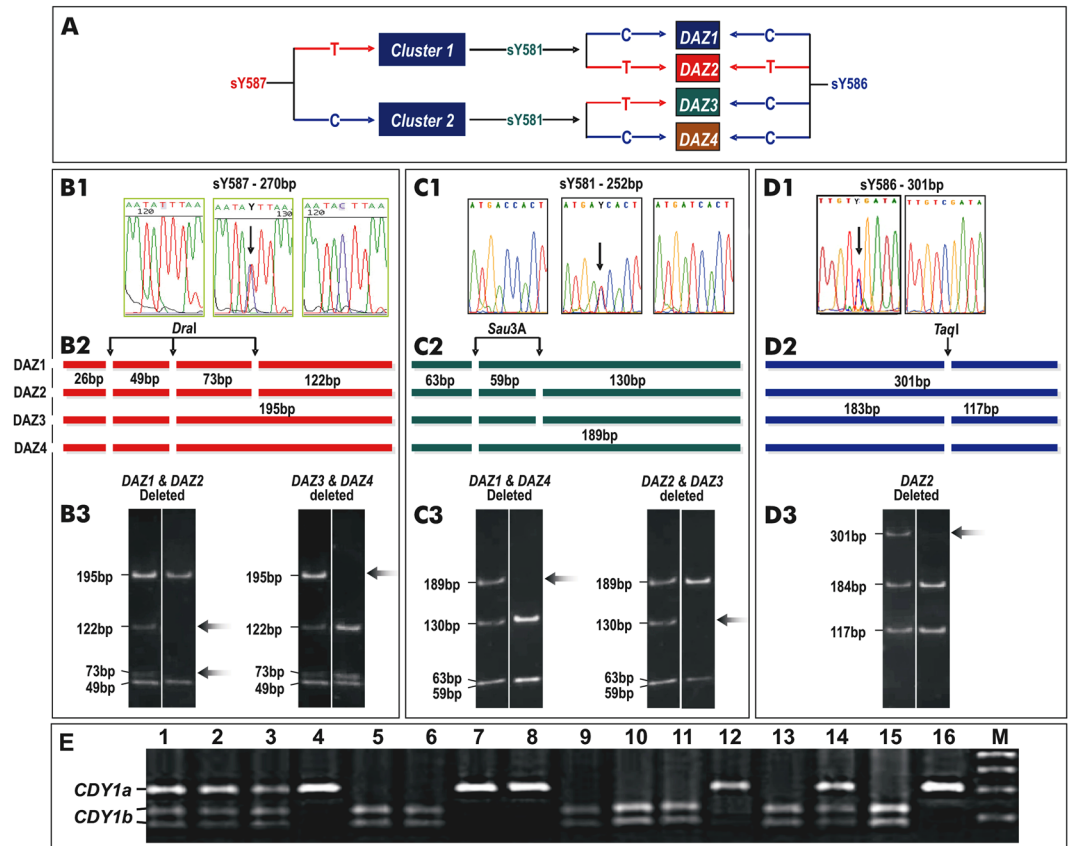 A
sY587
T
Cluster 1
sY581
C
T
DAZ1
C
DAZ2
T
C
Cluster 2
sY581
T
C
DAZ3
C
DAZ4
C
sY586
B1
sY587 - 270bp
AATATTTAA
120
AATAYTTAA
130
AATACTTAA
120
B2
DraI
DAZ1
26bp 49bp 73bp 122bp
DAZ2
195bp
DAZ3
DAZ4
B3
DAZ1 & DAZ2
Deleted
195bp
122bp
73bp
49bp
DAZ3 & DAZ4
deleted
195bp
122bp
73bp
49bp
C1
sY581 - 252bp
ATGACCACT
ATGAYCACT
ATGATCACT
C2
Sau3A
63bp 59bp 130bp
189bp
C3
DAZ1 & DAZ4
Deleted
189bp
130bp
63bp
59bp
DAZ2 & DAZ3
Deleted
189bp
130bp
63bp
59bp
D1
sY586 - 301bp
TTGTYGATA
TTGTCGATA
D2
TaqI
301bp
183bp 117bp
D3
DAZ2
Deleted
301bp
184bp
117bp
E
1 2 3 4 5 6 7 8 9 10 11 12 13 14 15 16 M
CDY1a
CDY1b